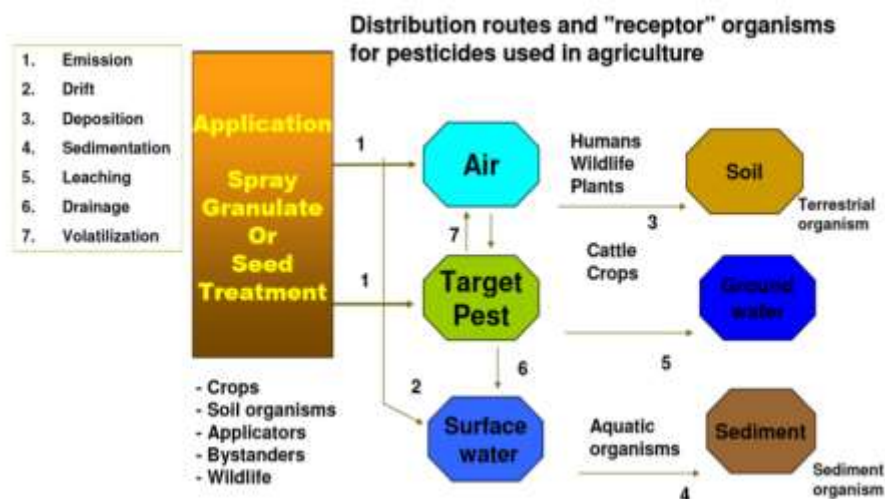 Distribution routes and "receptor" organisms
for pesticides used in agriculture
1. Emission
2. Drift
3. Deposition
4. Sedimentation
5. Leaching
6. Drainage
7. Volatilization
Application
Spray
Granulate
Or
Seed
Treatment
- Crops
- Soil organisms
- Applicators
- Bystanders
- Wildlife
1
1
2
Air
7
Target
Pest
6
Surface
water
Humans
Wildlife
Plants
3
Cattle
Crops
5
Aquatic
organisms
4
Soil
Terrestrial
organism
Ground
water
Sediment
Sediment
organism